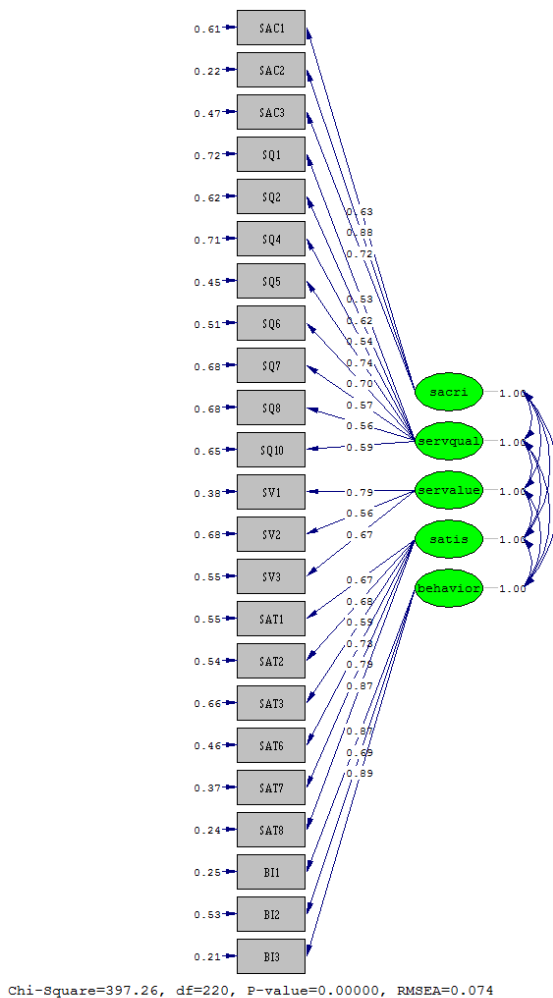 0.61 SAC1
0.22 SAC2
0.47 SAC3
0.72 SQ1
0.62 SQ2
0.63
0.88
0.72
0.71 SQ4
0.45 SQ5
0.53
0.51 SQ6
0.62
0.54
0.68 SQ7
0.74
0.70
sacri 1.00
0.68 SQ8
0.57
0.56
servqual 1.00
0.65 SQ10
0.59
0.38 SV1
0.79
servalue 1.00
0.56
0.68 SV2
0.67
satis 1.00
0.55 SV3
0.67
behavior 1.00
0.68
0.55 SAT1
0.59
0.73
0.54 SAT2
0.79
0.87
0.66 SAT3
0.87
0.46 SAT6
0.69
0.89
0.37 SAT7
0.24 SAT8
0.25 BI1
0.53 BI2
0.21 BI3
Chi-Square=397.26, df=220, P-value=0.00000, RMSEA=0.074